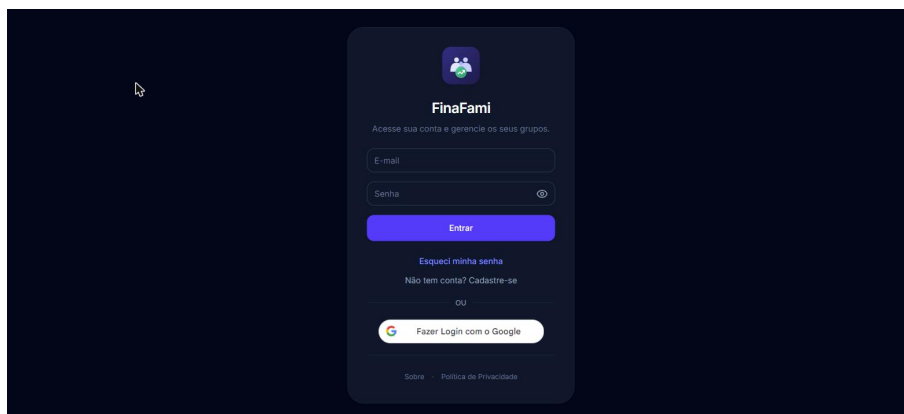 FinaFami
Acesse sua conta e gerencie os seus grupos.
E-mail
Senha
Entrar
Esqueci minha senha
Não tem conta? Cadastre-se
OU
Fazer Login com o Google
Sobre · Política de Privacidade